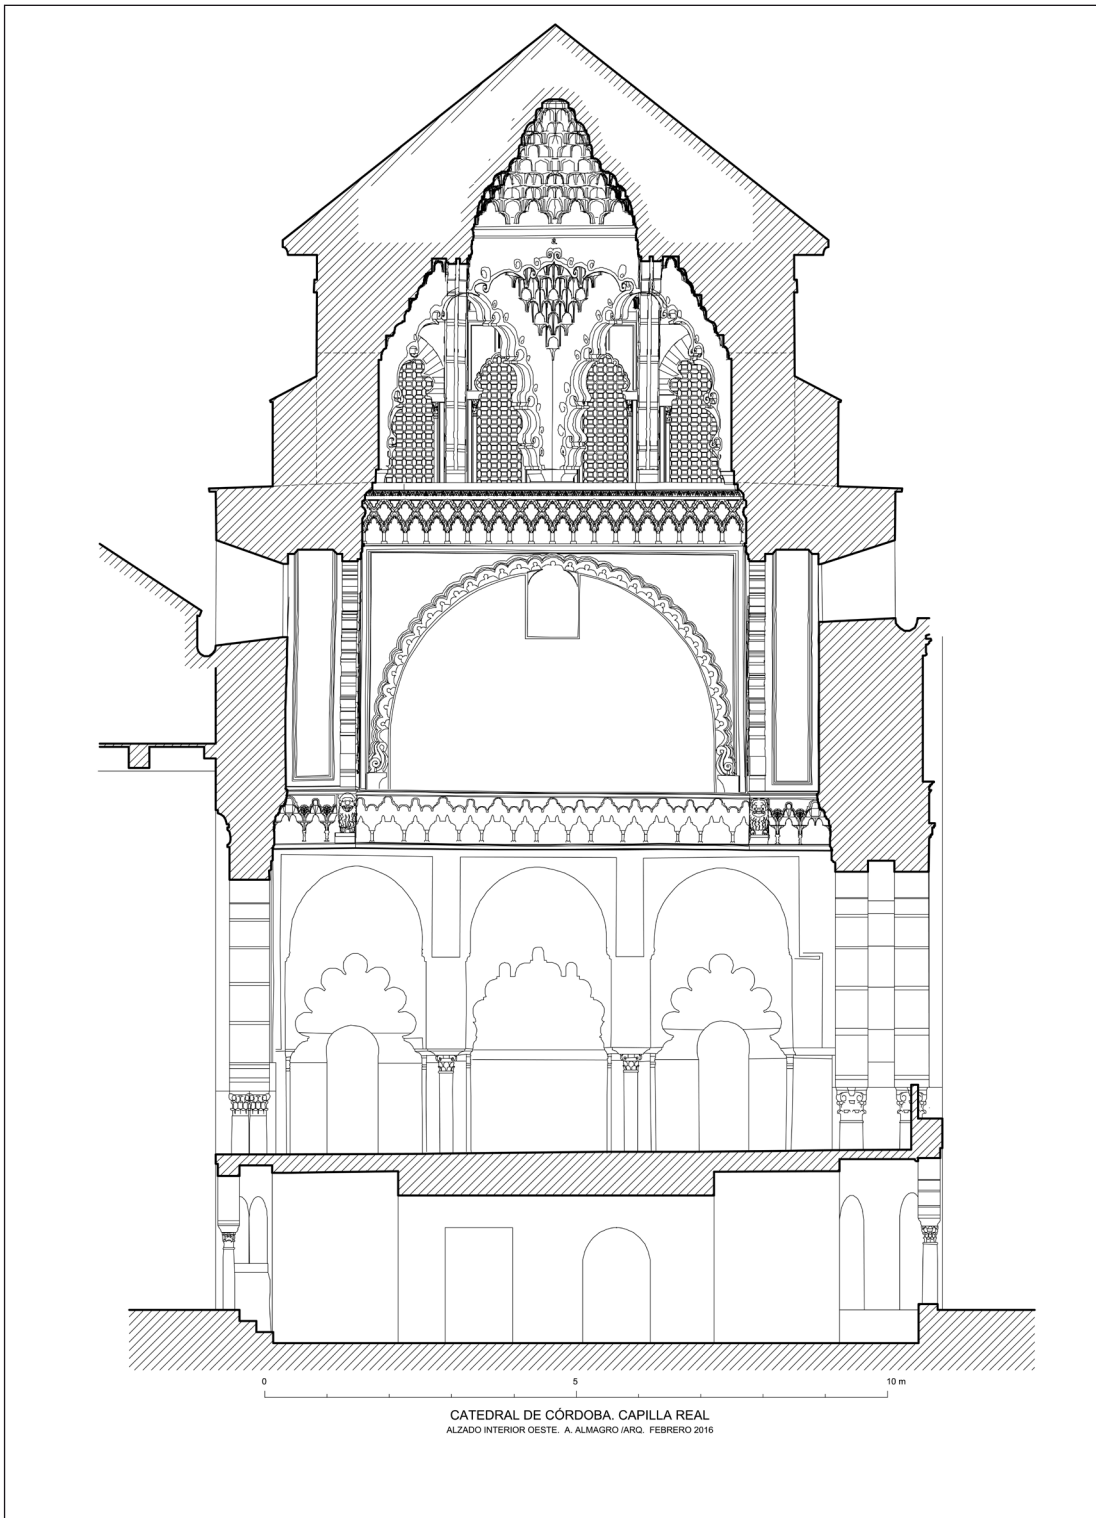 0 5 10 m
CATEDRAL DE CÓRDOBA. CAPILLA REAL
ALZADO INTERIOR OESTE. A. ALMAGRO /ARQ. FEBRERO 2016